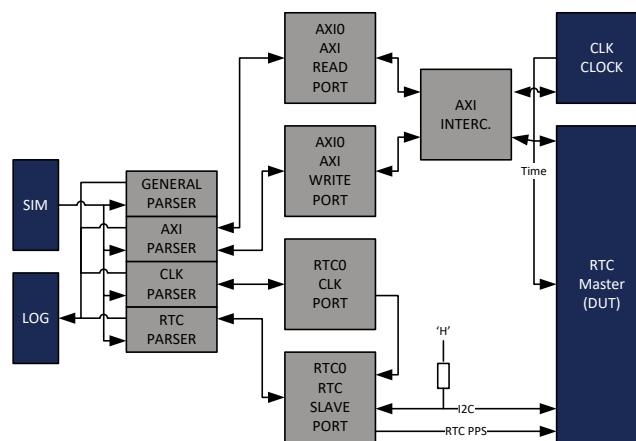 AXI0
AXI
READ
PORT
CLK
CLOCK
AXI
INTERC.
AXI0
AXI
WRITE
PORT
Time
SIM
GENERAL
PARSER
AXI
PARSER
CLK
PARSER
RTC
PARSER
LOG
RTC0
CLK
PORT
RTC
Master
(DUT)
'H'
RTC0
RTC
SLAVE
PORT
I2C
RTC PPS